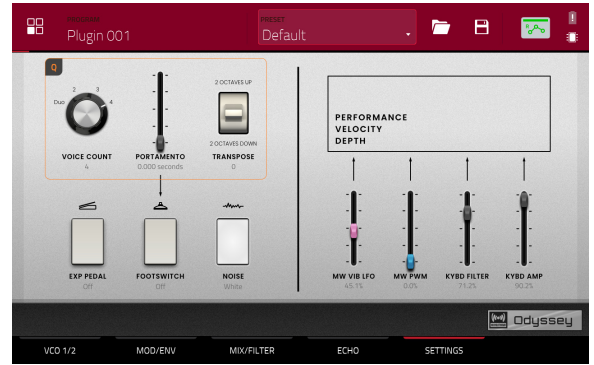 KEYGROUP
Plugin 001
PRESET
Default
Q
2 OCTAVES UP
2 3
Duo 4
2 OCTAVES DOWN
VOICE COUNT PORTAMENTO TRANSPOSE
4 0.000 seconds 0
PERFORMANCE
VELOCITY
DEPTH
EXP PEDAL FOOTSWITCH NOISE
Off Off White
MW VIB LFO MW PWM KYBD FILTER KYBD AMP
45.1% 0.0% 71.2% 90.2%
Odyssey
VCO 1/2 MOD/ENV MIX/FILTER ECHO SETTINGS